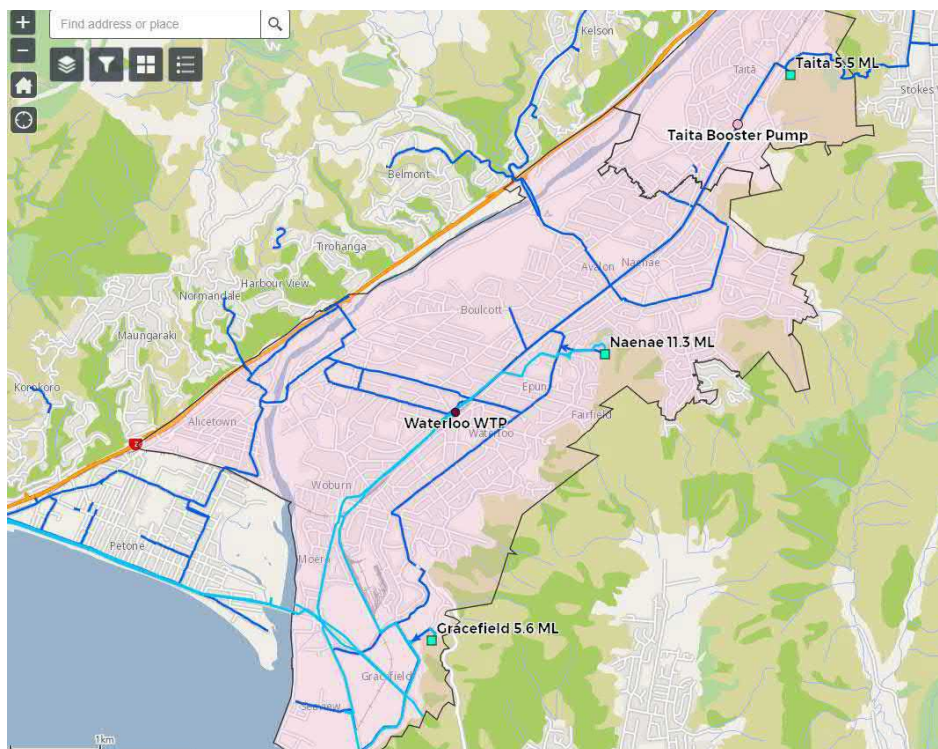 Find address or place
Kelson
Taitā
Taita 5.5 ML
Stokes
Taita Booster Pump
Belmont
Tirohanga
Avalon
Naenae
Harbour View
Normandale
Boulcott
Maungaraki
Naenae 11.3 ML
Korokoro
Epuni
Fairfield
Alicetown
Waterloo WTP
Waterloo
2
Woburn
Petone
Moera
Gracefield 5.6 ML
Gracefield
Seaview
1km